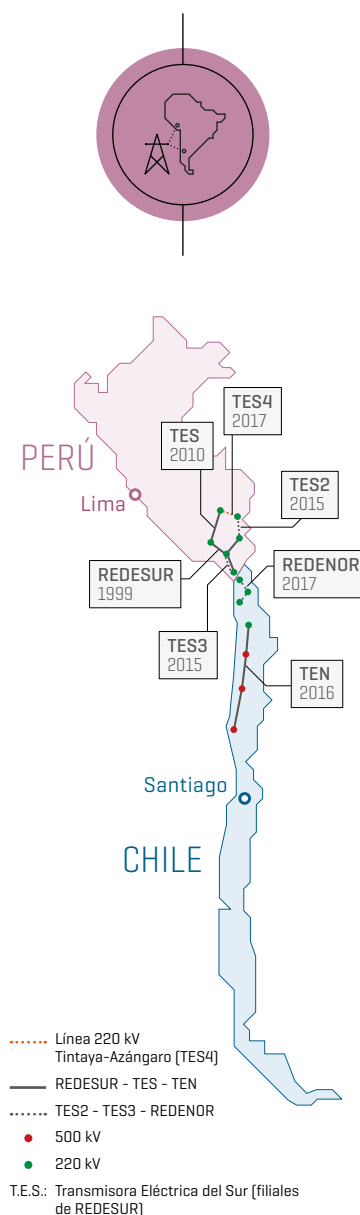 TES4
2017
TES
2010
PERÚ
TES2
2015
Lima
REDESUR
1999
REDENOR
2017
TES3
2015
TEN
2016
Santiago
CHILE
Línea 220 kV
Tintaya-Azángaro (TES4)
REDESUR - TES - TEN
TES2 - TES3 - REDENOR
500 kV
220 kV
T.E.S.: Transmisora Eléctrica del Sur (filiales
de REDESUR)